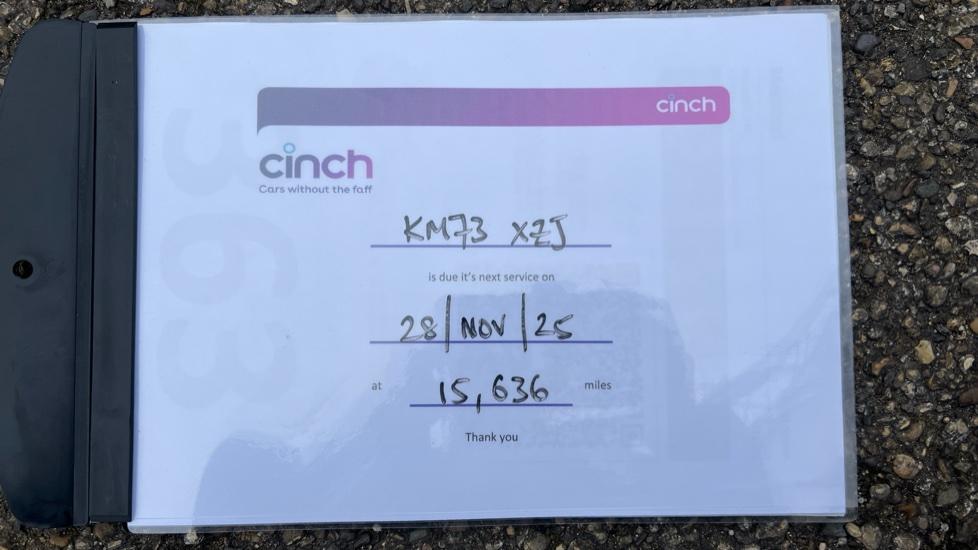 cinch
cinch
Cars without the faff
KM73 XZJ
is due it's next service on
28/NOV/25
at 15,636 miles
Thank you